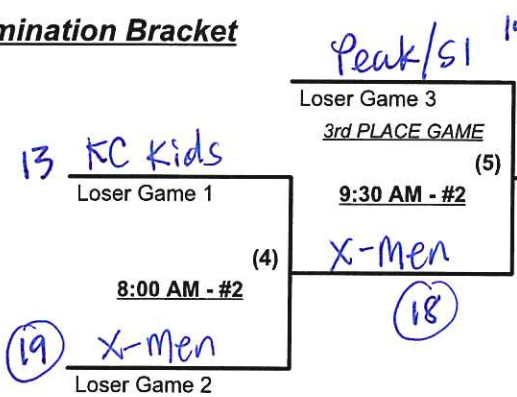 mination Bracket
Peak/SI
Loser Game 3
3rd PLACE GAME
(5)
9:30 AM - #2
13 KC Kids
Loser Game 1
(4)
8:00 AM - #2
X-Men
18
19 X-Men
Loser Game 2